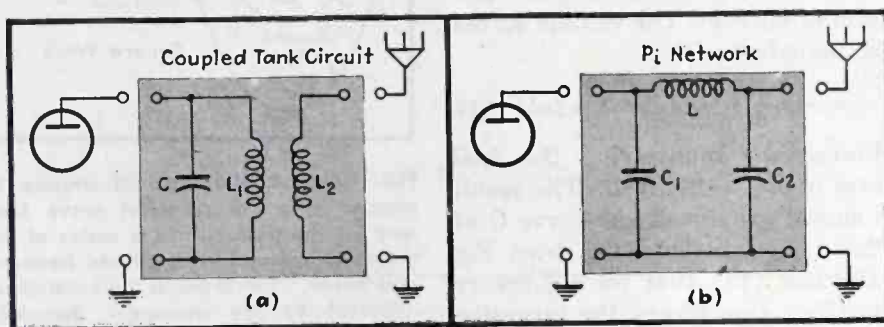 Coupled Tank Circuit
C
L₁
L₂
(a)
Pi Network
L
C₁
C₂
(b)